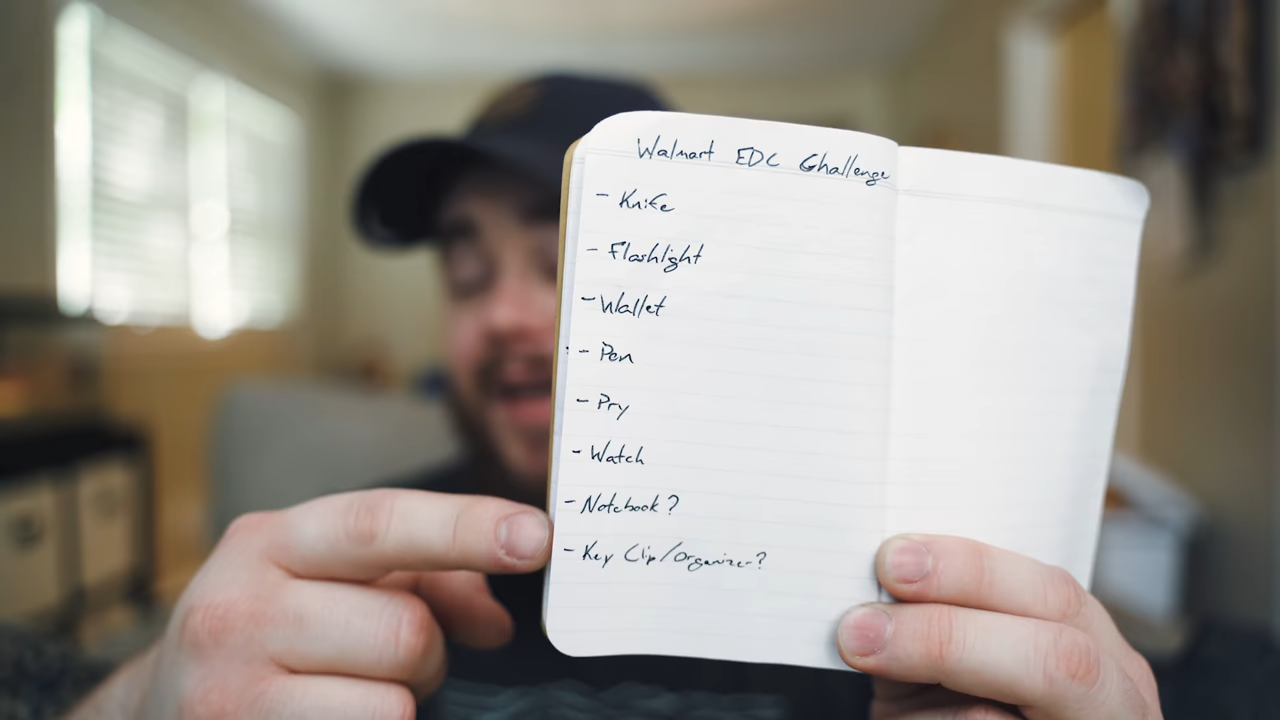 Walmart EDC Challenge
- Knife
- Flashlight
- Wallet
- Pen
- Pry
- Watch
- Notebook?
- Key Clip/Organizer?